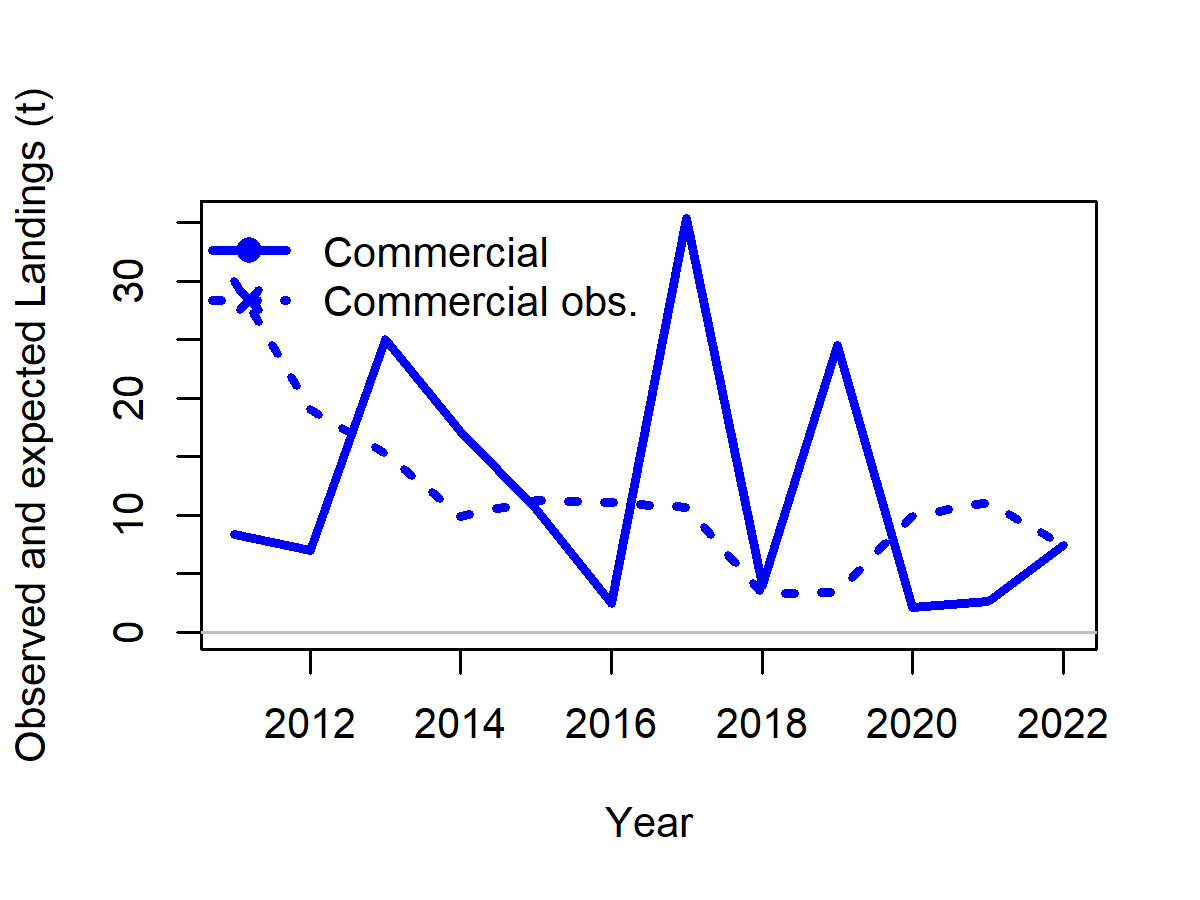 Observed and expected Landings (t)
30
20
10
0
Commercial
Commercial obs.
2012 2014 2016 2018 2020 2022
Year